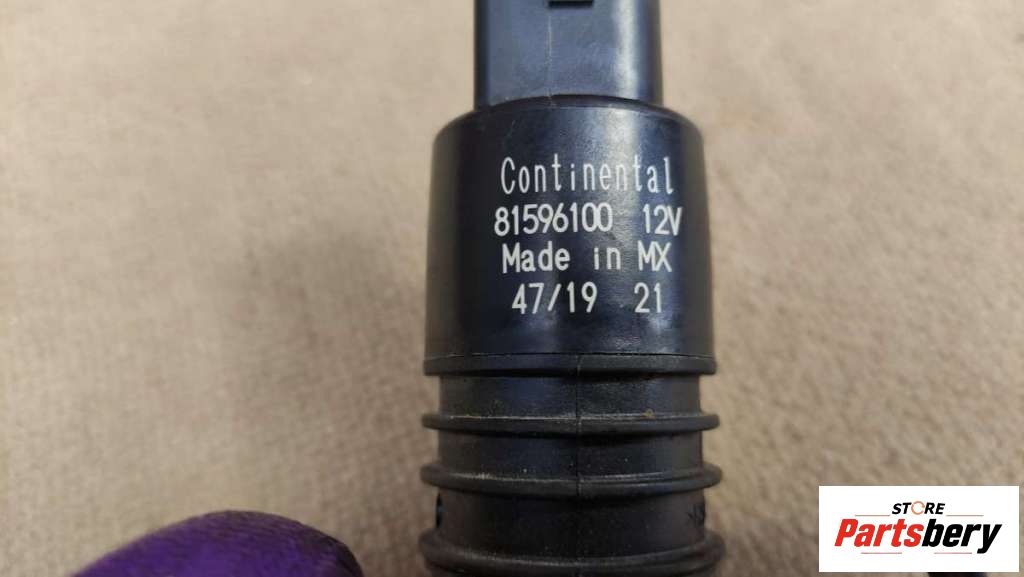 Continental
81596100 12V
Made in MX
47/19 21
STORE
Partsbery